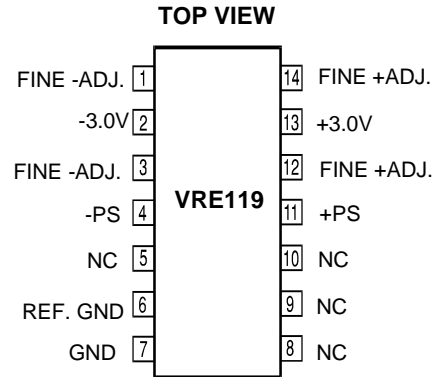 TOP VIEW
FINE -ADJ. 1 14 FINE +ADJ.
-3.0V 2 13 +3.0V
FINE -ADJ. 3 12 FINE +ADJ.
VRE119
-PS 4 11 +PS
NC 5 10 NC
REF. GND 6 9 NC
GND 7 8 NC